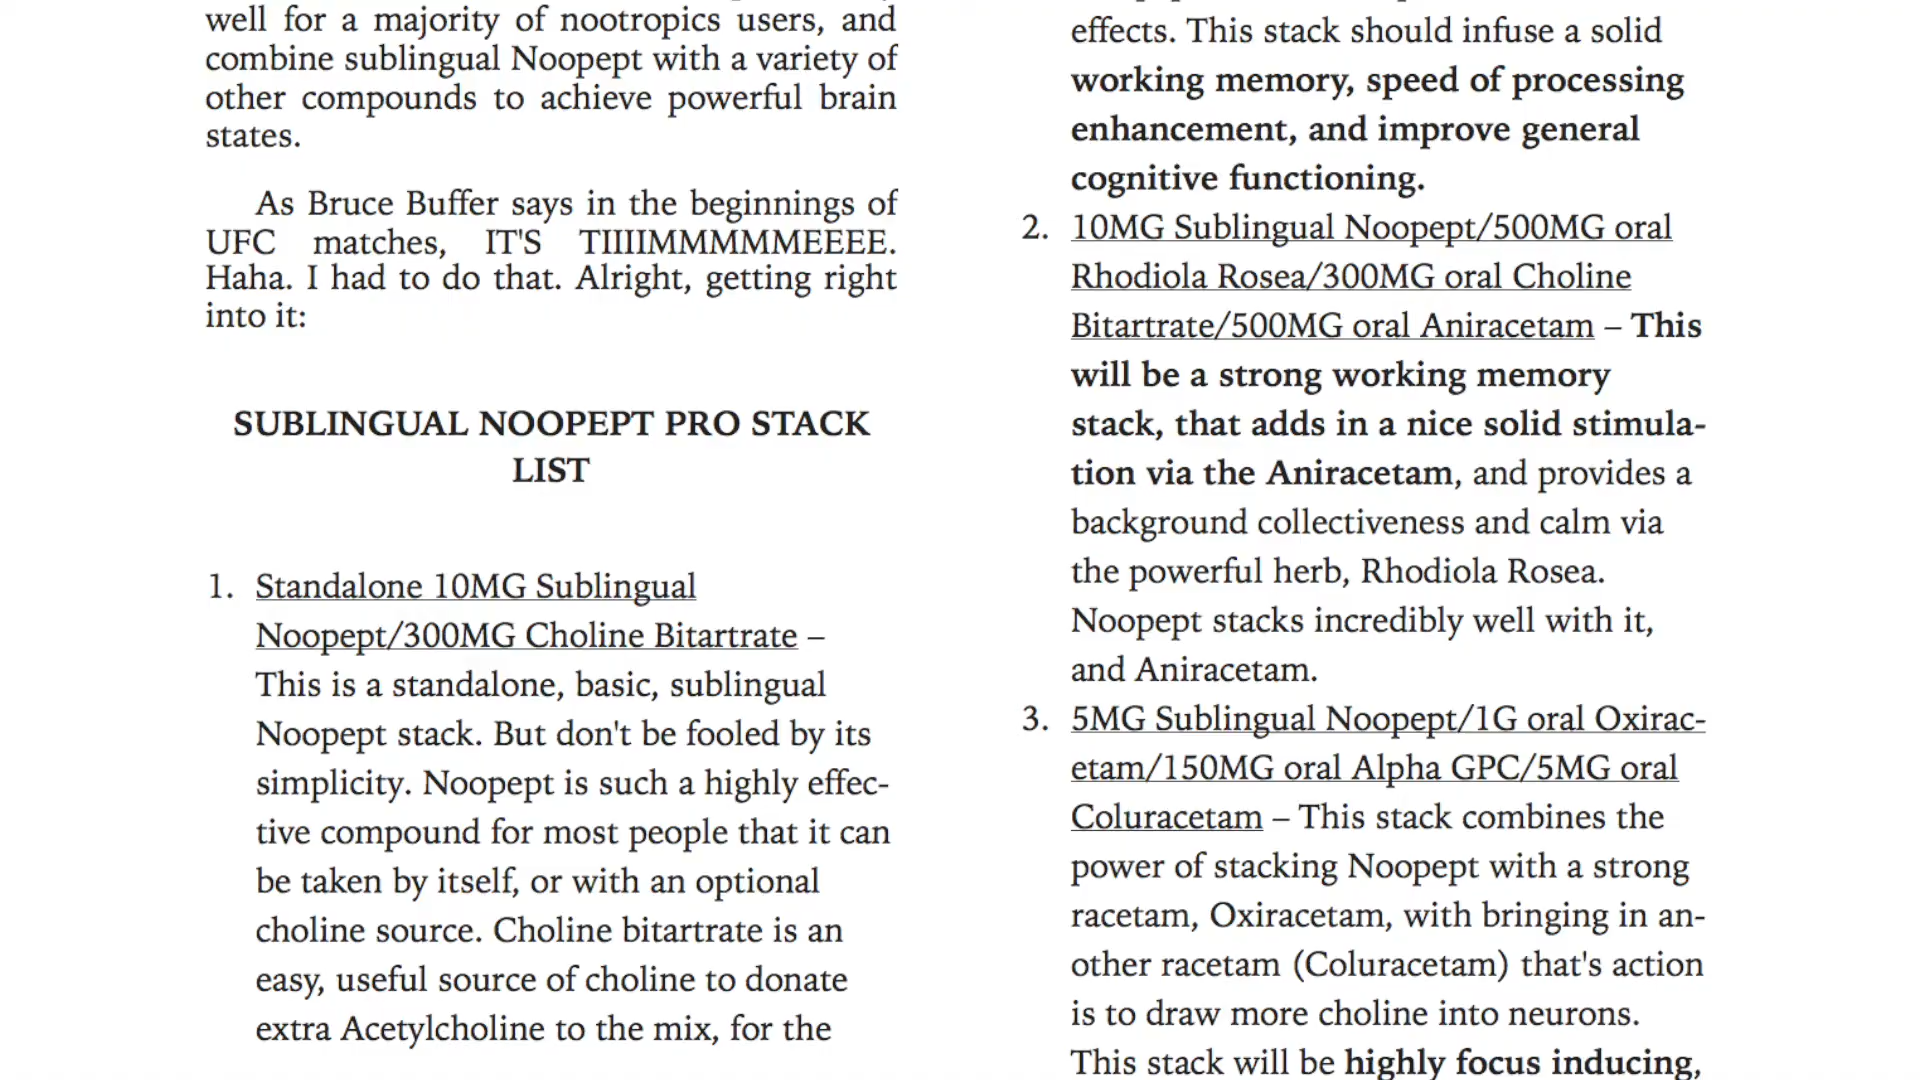 well for a majority of nootropics users, and
combine sublingual Noopept with a variety of
other compounds to achieve powerful brain
states.
As Bruce Buffer says in the beginnings of
UFC matches, IT'S TIIIIMMMMMEEEE.
Haha. I had to do that. Alright, getting right
into it:
SUBLINGUAL NOOPEPT PRO STACK
LIST
1. Standalone 10MG Sublingual
Noopept/300MG Choline Bitartrate –
This is a standalone, basic, sublingual
Noopept stack. But don't be fooled by its
simplicity. Noopept is such a highly effec-
tive compound for most people that it can
be taken by itself, or with an optional
choline source. Choline bitartrate is an
easy, useful source of choline to donate
extra Acetylcholine to the mix, for the
effects. This stack should infuse a solid
working memory, speed of processing
enhancement, and improve general
cognitive functioning.
2. 10MG Sublingual Noopept/500MG oral
Rhodiola Rosea/300MG oral Choline
Bitartrate/500MG oral Aniracetam – This
will be a strong working memory
stack, that adds in a nice solid stimula-
tion via the Aniracetam, and provides a
background collectiveness and calm via
the powerful herb, Rhodiola Rosea.
Noopept stacks incredibly well with it,
and Aniracetam.
3. 5MG Sublingual Noopept/1G oral Oxirac-
etam/150MG oral Alpha GPC/5MG oral
Coluracetam – This stack combines the
power of stacking Noopept with a strong
racetam, Oxiracetam, with bringing in an-
other racetam (Coluracetam) that's action
is to draw more choline into neurons.
This stack will be highly focus inducing,